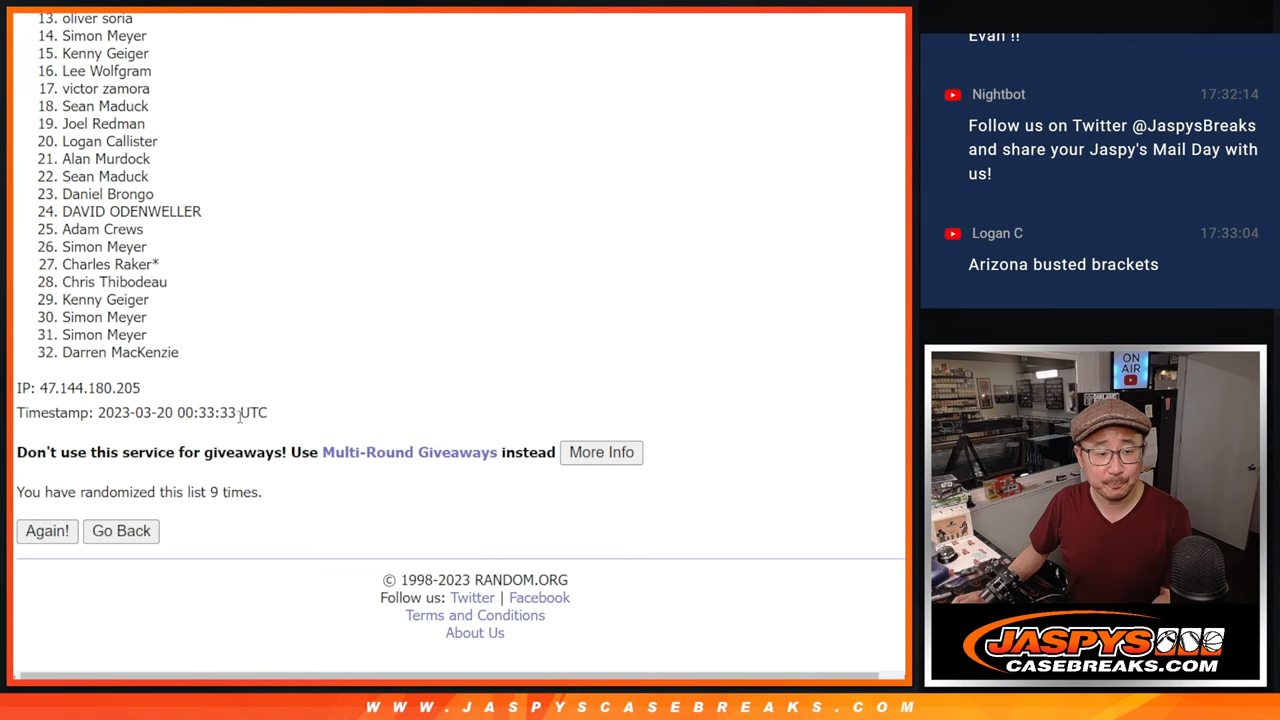 13. oliver soria
14. Simon Meyer
15. Kenny Geiger
16. Lee Wolfgram
17. victor zamora
18. Sean Maduck
19. Joel Redman
20. Logan Callister
21. Alan Murdock
22. Sean Maduck
23. Daniel Brongo
24. DAVID ODENWELLER
25. Adam Crews
26. Simon Meyer
27. Charles Raker*
28. Chris Thibodeau
29. Kenny Geiger
30. Simon Meyer
31. Simon Meyer
32. Darren MacKenzie
IP: 47.144.180.205
Timestamp: 2023-03-20 00:33:33 UTC
Don't use this service for giveaways! Use Multi-Round Giveaways instead More Info
You have randomized this list 9 times.
Again! Go Back
© 1998-2023 RANDOM.ORG
Follow us: Twitter | Facebook
Terms and Conditions
About Us
Evan !!
Nightbot 17:32:14
Follow us on Twitter @JaspysBreaks
and share your Jaspy's Mail Day with
us!
Logan C 17:33:04
Arizona busted brackets
ON
AIR
JASPYS
CASEBREAKS.COM
WWW.JASPYSCASEBREAKS.COM